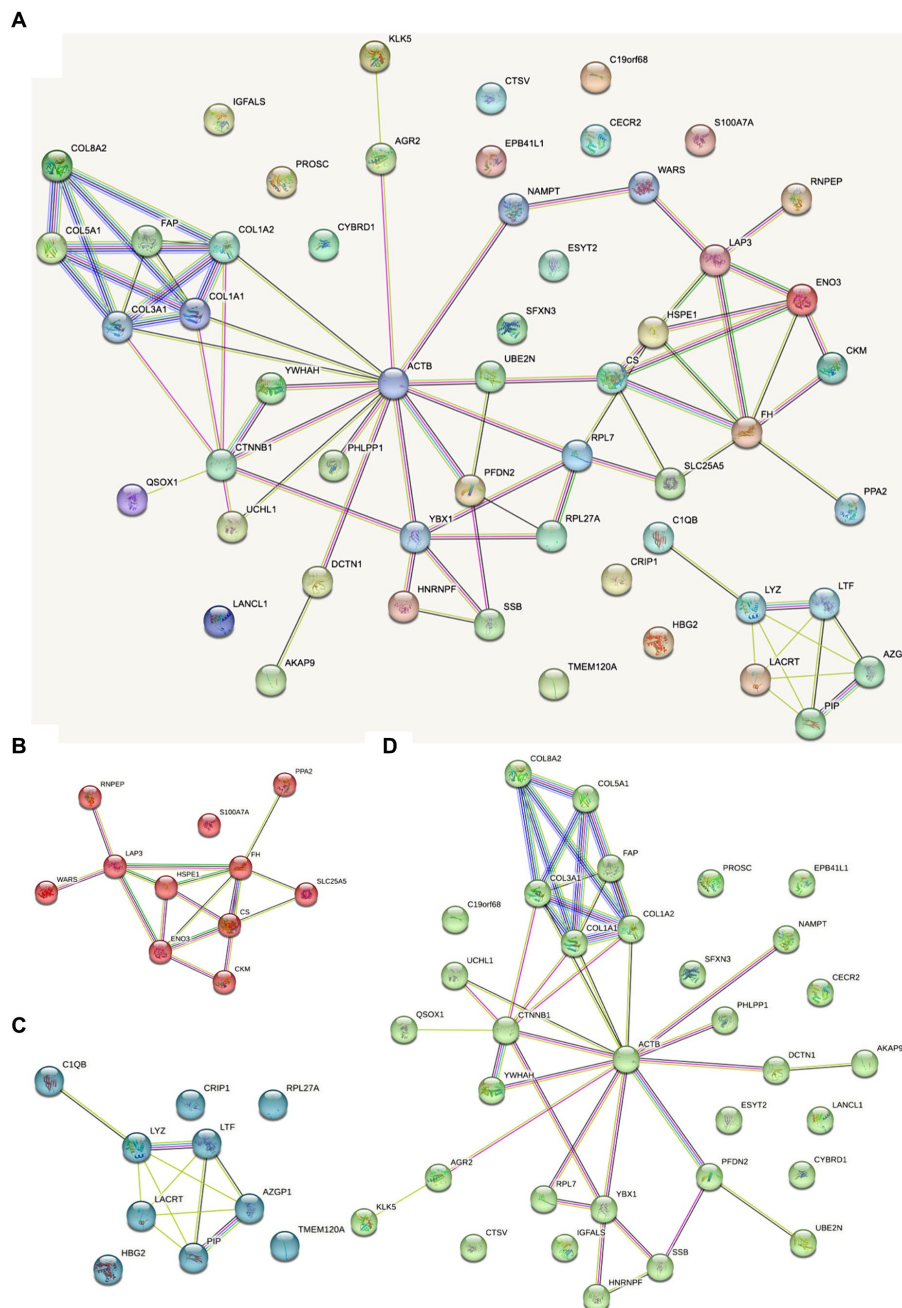 A
KLK5
C19orf68
CTSV
IGFALS
CECR2
S100A7A
AGR2
EPB41L1
COL8A2
PROSC
WARS
NAMPT
RNPEP
FAP
COL1A2
COL5A1
CYBRD1
LAP3
ESYT2
ENO3
COL1A1
COL3A1
HSPE1
SFXN3
ACTB
UBE2N
CS
CKM
YWHAH
FH
CTNNB1
PHLPP1
RPL7
PFDN2
SLC25A5
QSOX1
UCHL1
PPA2
YBX1
RPL27A
C1QB
DCTN1
CRIP1
HNRNPF
LYZ
LTF
LANCL1
SSB
HBG2
AZG
LACRT
AKAP9
TMEM120A
PIP
B
RNPEP
PPA2
S100A7A
LAP3
FH
HSPE1
WARS
SLC25A5
CS
ENO3
CKM
C
C1QB
CRIP1
RPL27A
LYZ
LTF
LACRT
AZGP1
TMEM120A
HBG2
PIP
D
COL8A2
COL5A1
FAP
PROSC
EPB41L1
COL3A1
C19orf68
COL1A2
COL1A1
NAMPT
UCHL1
SFXN3
CECR2
QSOX1
CTNNB1
PHLPP1
ACTB
AKAP9
DCTN1
YWHAH
ESYT2
LANCL1
AGR2
PFDN2
CYBRD1
RPL7
YBX1
KLK5
UBE2N
CTSV
IGFALS
SSB
HNRNPF